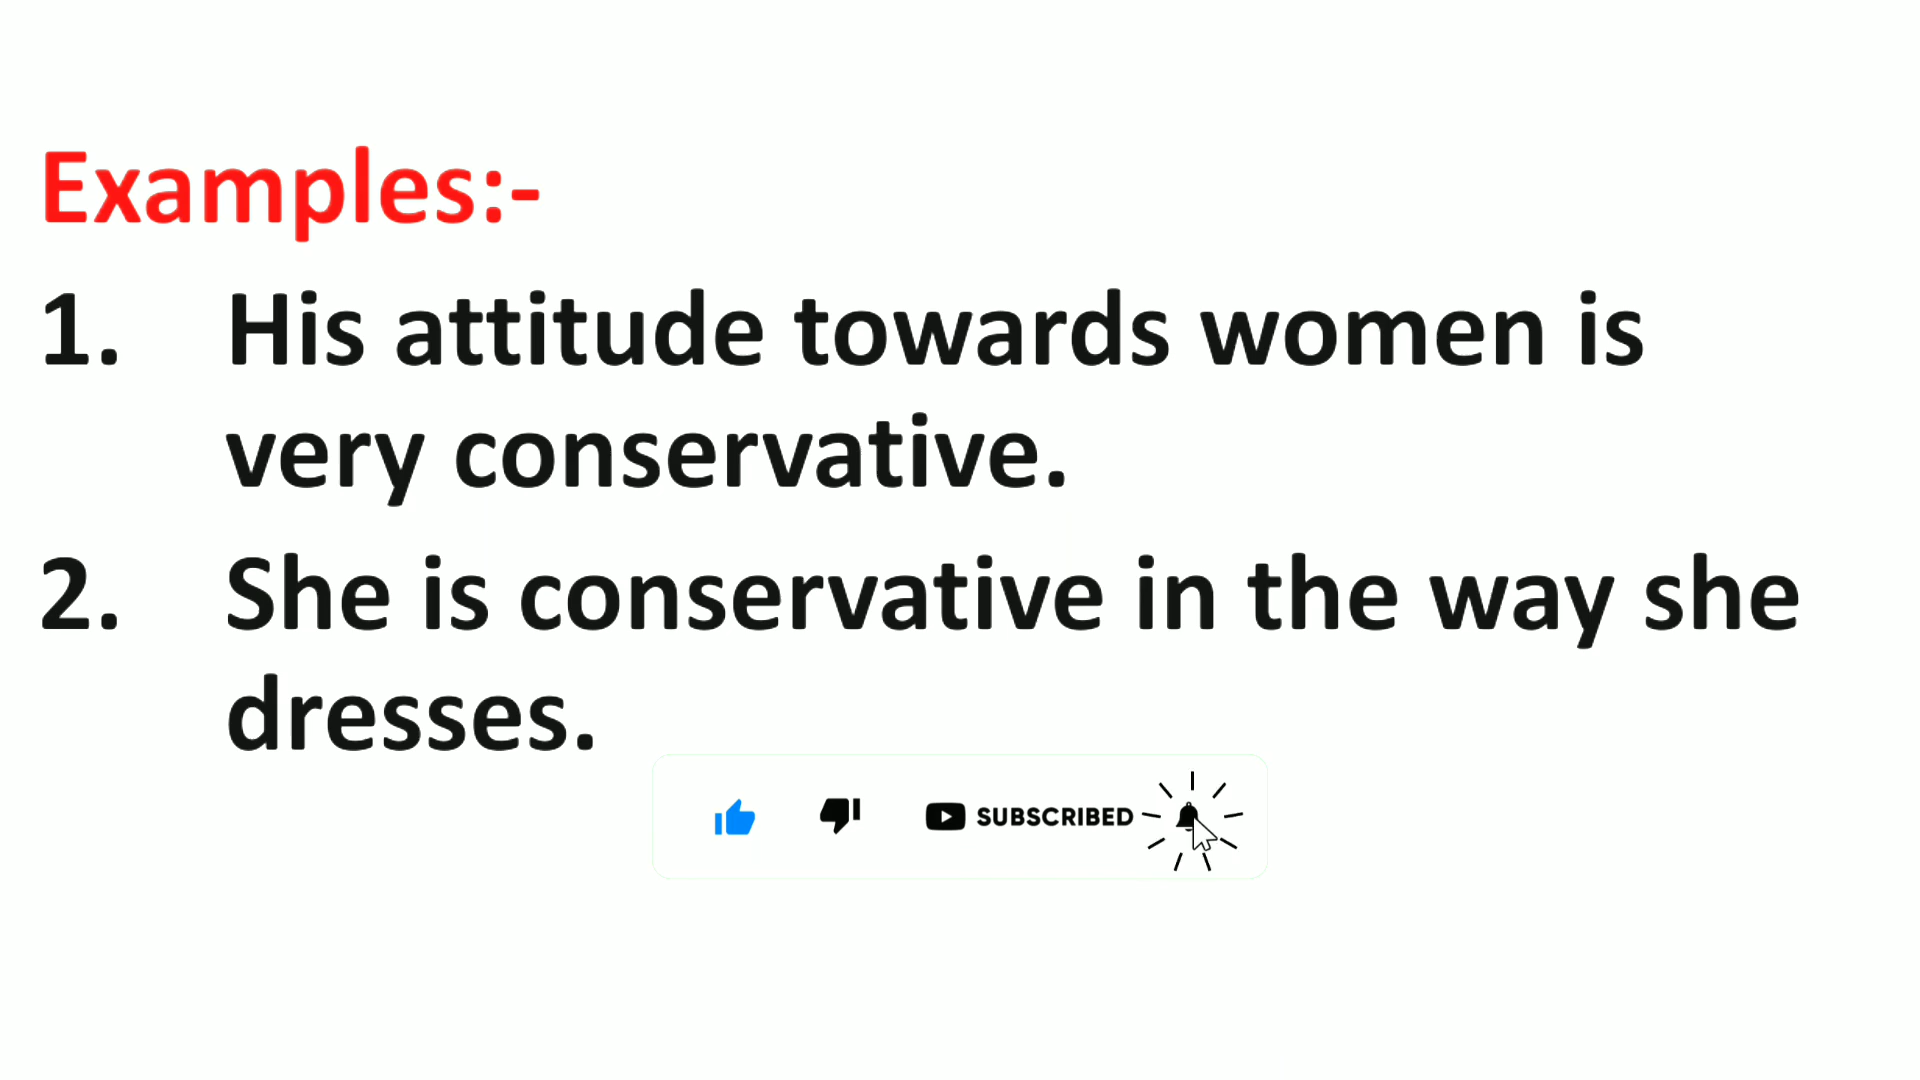 Examples:-
1. His attitude towards women is
very conservative.
2. She is conservative in the way she
dresses.
SUBSCRIBED